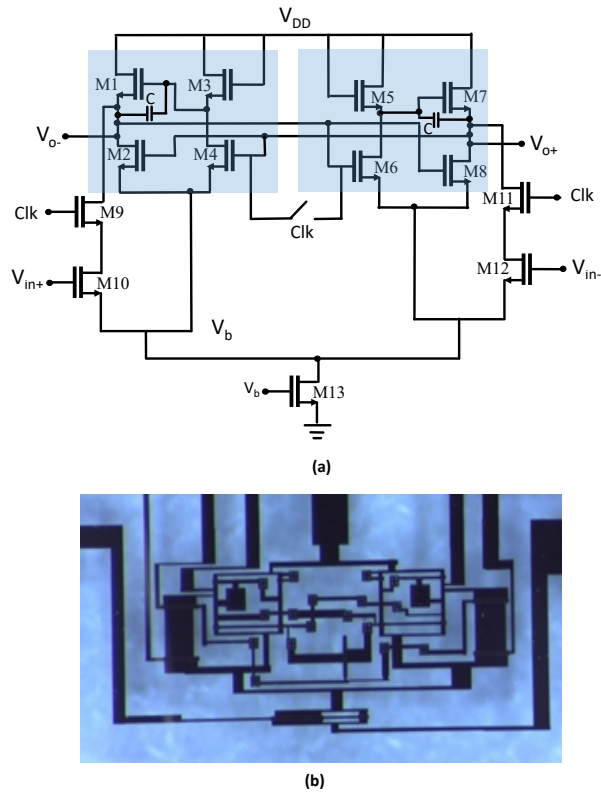 V_DD
M1
M3
M5
M7
C
C
V_o-
V_o+
M2
M4
M6
M8
Clk
M9
Clk
M11
Clk
V_in+
M10
M12
V_in-
V_b
V_b
M13
(a)
(b)